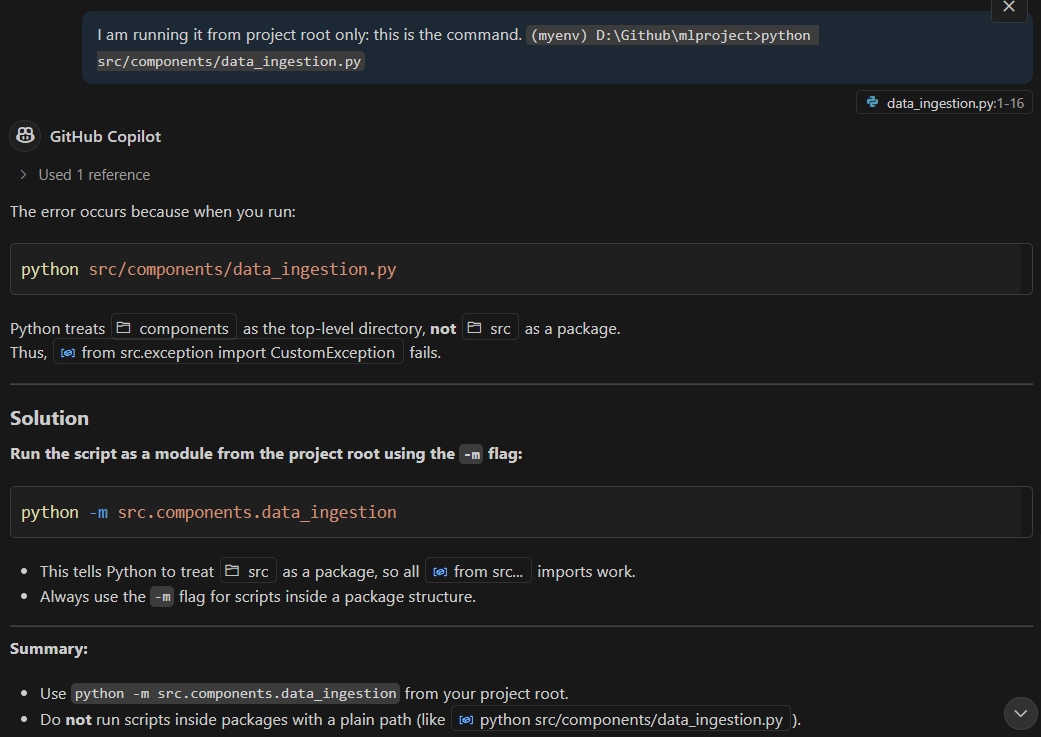 I am running it from project root only: this is the command. (myenv) D:\Github\mlproject>python
src/components/data_ingestion.py
data_ingestion.py:1-16
GitHub Copilot
Used 1 reference
The error occurs because when you run:
python src/components/data_ingestion.py
Python treats components as the top-level directory, not src as a package.
Thus, from src.exception import CustomException fails.
Solution
Run the script as a module from the project root using the -m flag:
python -m src.components.data_ingestion
• This tells Python to treat src as a package, so all from src... imports work.
• Always use the -m flag for scripts inside a package structure.
Summary:
• Use python -m src.components.data_ingestion from your project root.
• Do not run scripts inside packages with a plain path (like python src/components/data_ingestion.py ).